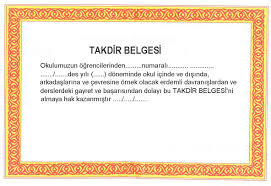 TAKDİR BELGESİ
Okulumuzun öğrencilerinden.........numaralı............ .................
....../.......des yılı (......) döneminde okul içinde ve dışında,
arkadaşlarına ve çevresine örnek olacak erdemli davranışlardan ve
derslerdeki gayret ve başarısından dolayı bu TAKDİR BELGESİ'ni
almaya hak kazanmıştır ..../...../......